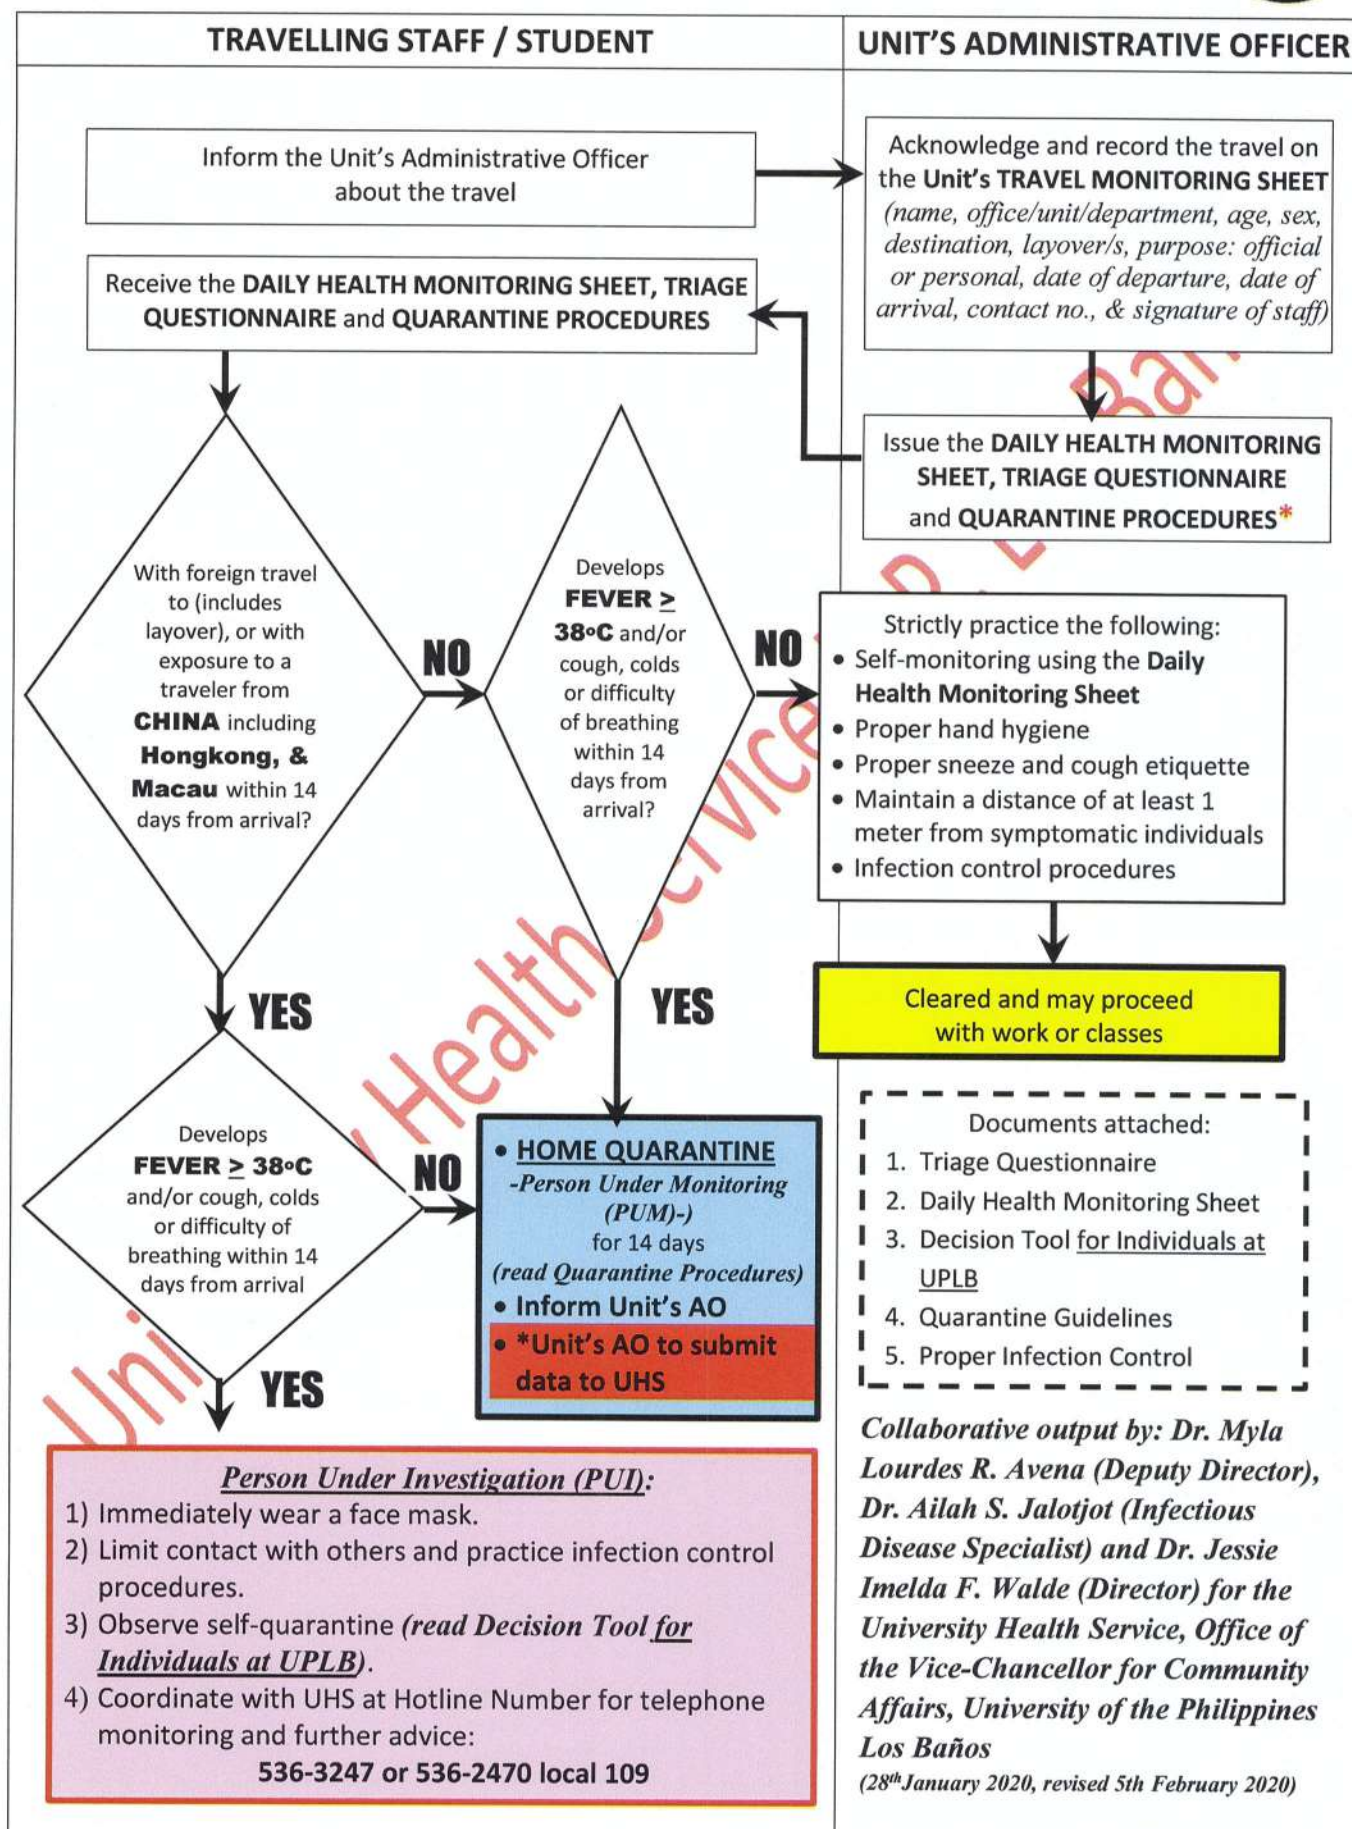 TRAVELLING STAFF / STUDENT
UNIT'S ADMINISTRATIVE OFFICER
Inform the Unit's Administrative Officer
about the travel
Acknowledge and record the travel on
the Unit's TRAVEL MONITORING SHEET
(name, office/unit/department, age, sex,
destination, layover/s, purpose: official
or personal, date of departure, date of
arrival, contact no., & signature of staff)
Issue the DAILY HEALTH MONITORING
SHEET, TRIAGE QUESTIONNAIRE
and QUARANTINE PROCEDURES*
Receive the DAILY HEALTH MONITORING SHEET, TRIAGE
QUESTIONNAIRE and QUARANTINE PROCEDURES
With foreign travel
to (includes
layover), or with
exposure to a
traveler from
CHINA including
Hongkong, &
Macau within 14
days from arrival?
NO
Develops
FEVER ≥
38°C and/or
cough, colds
or difficulty
of breathing
within 14
days from
arrival?
NO
Strictly practice the following:
• Self-monitoring using the Daily
Health Monitoring Sheet
• Proper hand hygiene
• Proper sneeze and cough etiquette
• Maintain a distance of at least 1
meter from symptomatic individuals
• Infection control procedures
Cleared and may proceed
with work or classes
YES
YES
Develops
FEVER ≥ 38°C
and/or cough, colds
or difficulty of
breathing within 14
days from arrival
NO
• HOME QUARANTINE
-Person Under Monitoring
(PUM)-)
for 14 days
(read Quarantine Procedures)
• Inform Unit's AO
• *Unit's AO to submit
data to UHS
YES
Person Under Investigation (PUI):
1) Immediately wear a face mask.
2) Limit contact with others and practice infection control
procedures.
3) Observe self-quarantine (read Decision Tool for
Individuals at UPLB).
4) Coordinate with UHS at Hotline Number for telephone
monitoring and further advice:
536-3247 or 536-2470 local 109
Documents attached:
1. Triage Questionnaire
2. Daily Health Monitoring Sheet
3. Decision Tool for Individuals at
UPLB
4. Quarantine Guidelines
5. Proper Infection Control
Collaborative output by: Dr. Myla
Lourdes R. Avena (Deputy Director),
Dr. Ailah S. Jalotjot (Infectious
Disease Specialist) and Dr. Jessie
Imelda F. Walde (Director) for the
University Health Service, Office of
the Vice-Chancellor for Community
Affairs, University of the Philippines
Los Baños
(28th January 2020, revised 5th February 2020)
Health Service